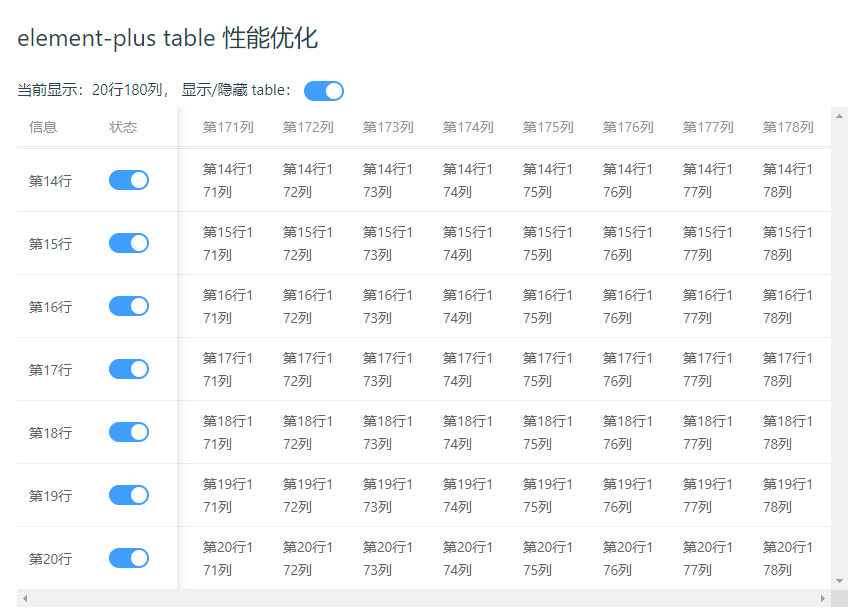 element-plus table 性能优化
当前显示：20行180列， 显示/隐藏 table：
信息 状态 第171列 第172列 第173列 第174列 第175列 第176列 第177列 第178列
第14行 第14行1 第14行1 第14行1 第14行1 第14行1 第14行1 第14行1 第14行1
71列 72列 73列 74列 75列 76列 77列 78列
第15行 第15行1 第15行1 第15行1 第15行1 第15行1 第15行1 第15行1 第15行1
71列 72列 73列 74列 75列 76列 77列 78列
第16行 第16行1 第16行1 第16行1 第16行1 第16行1 第16行1 第16行1 第16行1
71列 72列 73列 74列 75列 76列 77列 78列
第17行 第17行1 第17行1 第17行1 第17行1 第17行1 第17行1 第17行1 第17行1
71列 72列 73列 74列 75列 76列 77列 78列
第18行 第18行1 第18行1 第18行1 第18行1 第18行1 第18行1 第18行1 第18行1
71列 72列 73列 74列 75列 76列 77列 78列
第19行 第19行1 第19行1 第19行1 第19行1 第19行1 第19行1 第19行1 第19行1
71列 72列 73列 74列 75列 76列 77列 78列
第20行 第20行1 第20行1 第20行1 第20行1 第20行1 第20行1 第20行1 第20行1
71列 72列 73列 74列 75列 76列 77列 78列